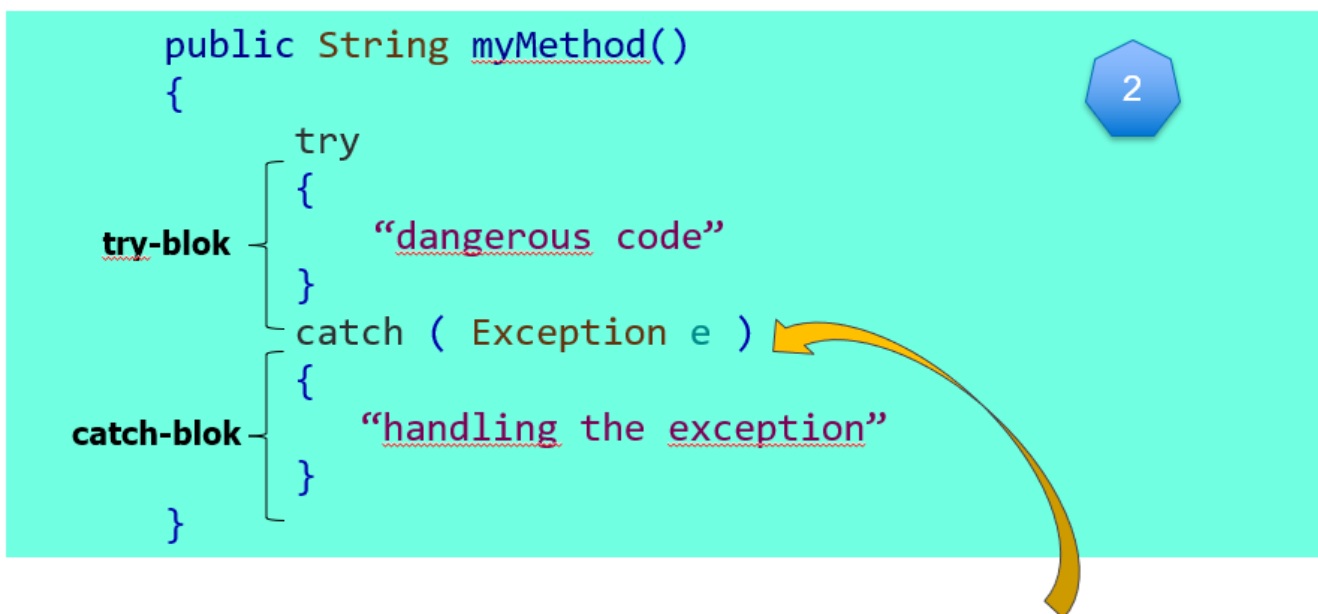 public String myMethod()
2
{
try
{
try-blok
“dangerous code”
}
catch ( Exception e )
{
catch-blok
“handling the exception”
}
}